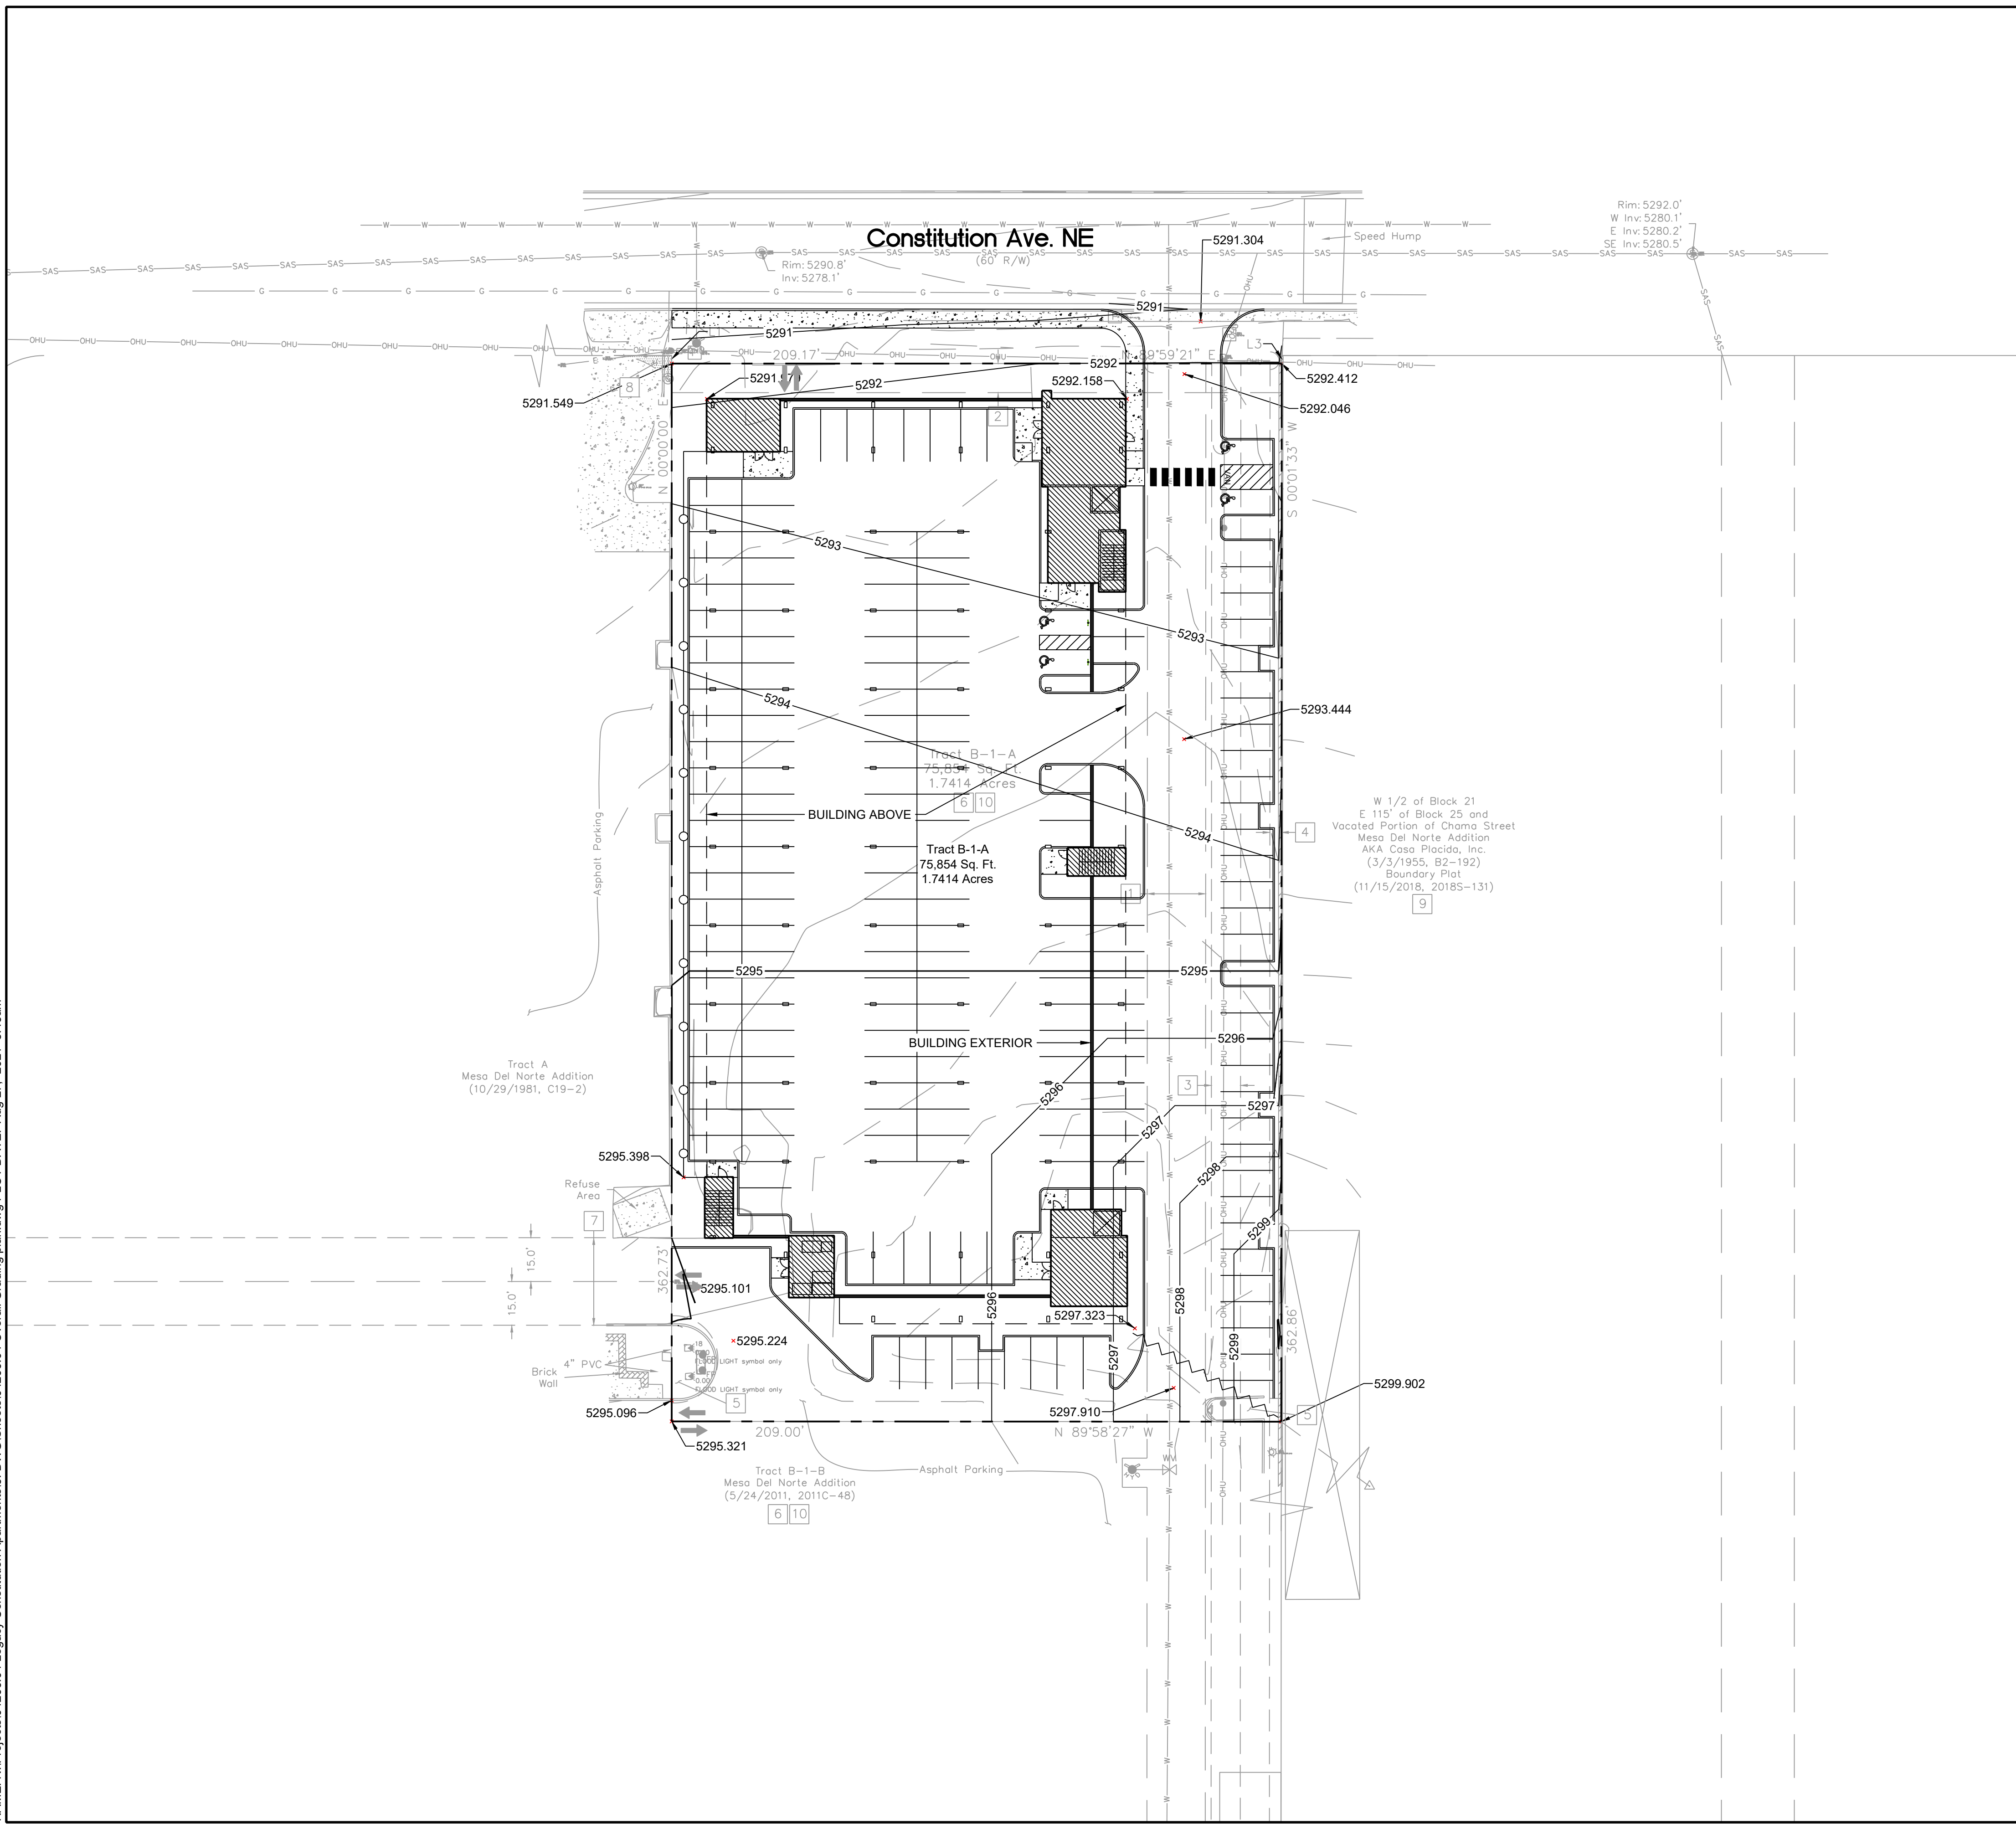 Rim: 5292.0'
W Inv: 5280.1'
E Inv: 5280.2'
SE Inv: 5280.5'
Constitution Ave. NE
(60' R/W)
5291.304
Speed Hump
Rim: 5290.8'
Inv: 5278.1'
5291
5291
209.17'
N 89°59'21" E
L3
5292
5292.412
5292
5292.158
5291.549
8
5292.046
2
N 00°00'00" E
S 00°01'33" W
VAN
5293
5293
5294
5293.444
Tract B-1-A
75,854 Sq. Ft.
1.7414 Acres
6 10
BUILDING ABOVE
5294
4
Tract B-1-A
75,854 Sq. Ft.
1.7414 Acres
1
W 1/2 of Block 21
E 115' of Block 25 and
Vacated Portion of Chama Street
Mesa Del Norte Addition
AKA Casa Placida, Inc.
(3/3/1955, B2-192)
Boundary Plat
(11/15/2018, 2018S-131)
9
Asphalt Parking
5295
5295
BUILDING EXTERIOR
5296
Tract A
Mesa Del Norte Addition
(10/29/1981, C19-2)
3
5296
5297
5297
5295.398
5298
Refuse
Area
7
5299
15.0'
362.73'
15.0'
5295.101
5296
5298
5297.323
5299
362.86'
5295.224
18
0.00
FLOOD LIGHT symbol only
4" PVC
Brick
Wall
0.00
FLOOD LIGHT symbol only
5297
5
5299.902
5295.096
5297.910
5
209.00'
N 89°58'27" W
5295.321
WV
Asphalt Parking
Tract B-1-B
Mesa Del Norte Addition
(5/24/2011, 2011C-48)
6 10